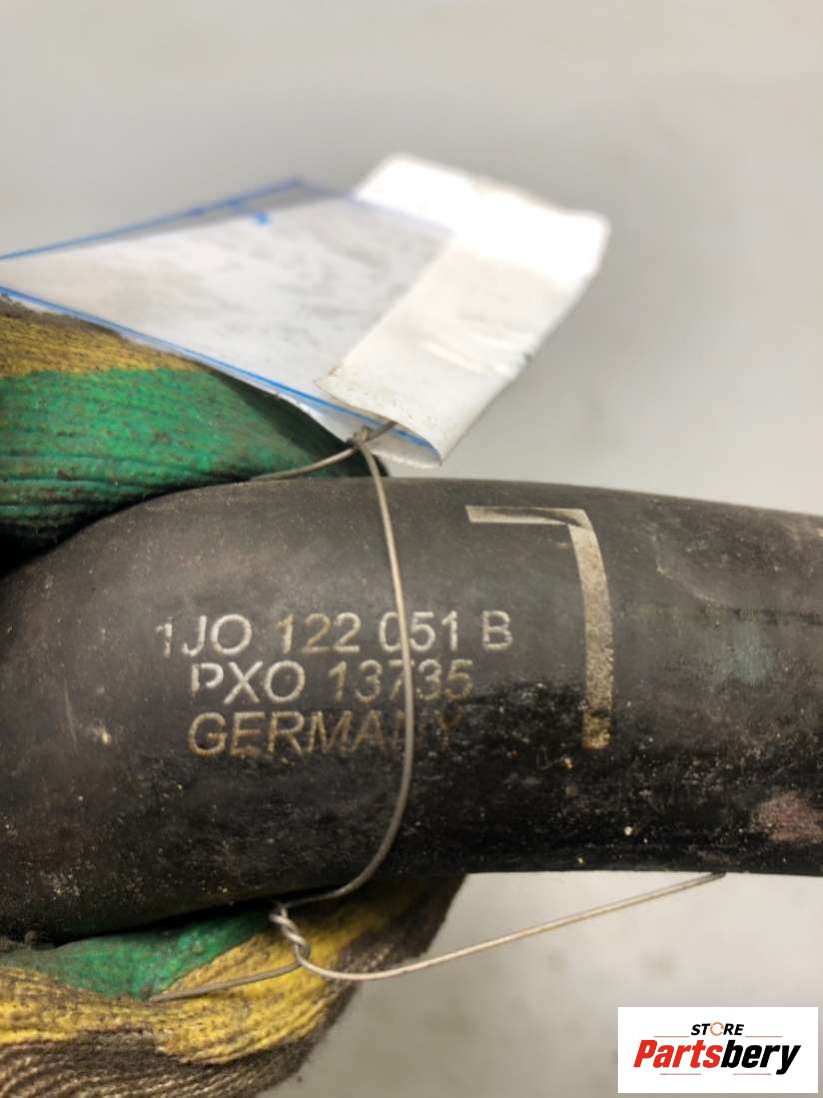 1JO 122 051 B
PXO 13735
GERMANY
STORE
Partsbery